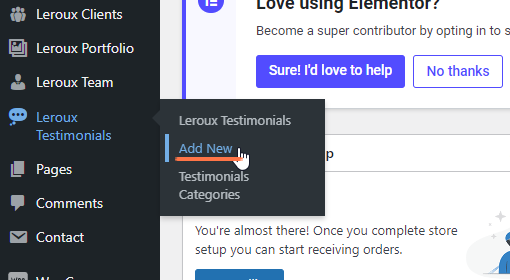 Leroux Clients
Leroux Portfolio
Leroux Team
Leroux
Testimonials
Pages
Comments
Contact
Leroux Testimonials
Add New
Testimonials
Categories
Love using Elementor?
Become a super contributor by opting in to s
Sure! I'd love to help
No thanks
You're almost there! Once you complete store
setup you can start receiving orders.